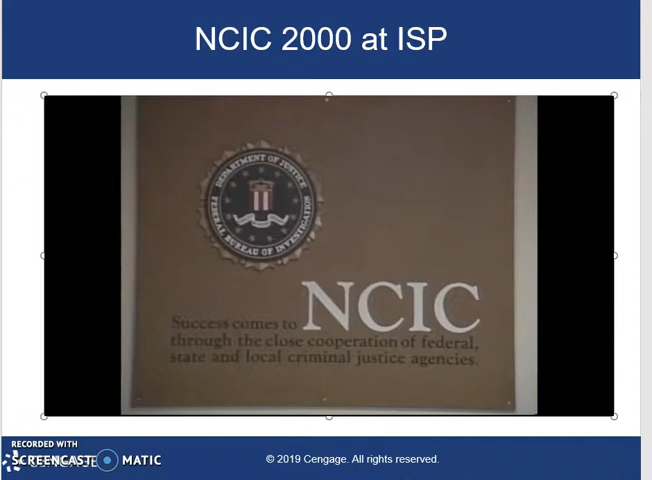 NCIC 2000 at ISP
DEPARTMENT OF JUSTICE
FEDERAL BUREAU OF INVESTIGATION
NCIC
Success comes to
through the close cooperation of federal,
state and local criminal justice agencies.
RECORDED WITH
SCREENCAST MATIC
© 2019 Cengage. All rights reserved.